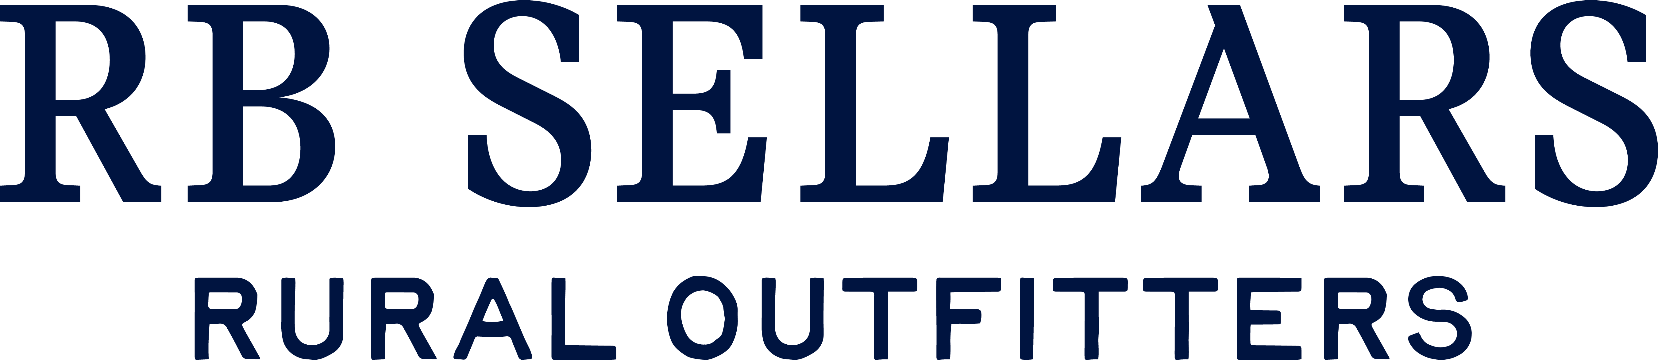 RB SELLARS
RURAL OUTFITTERS